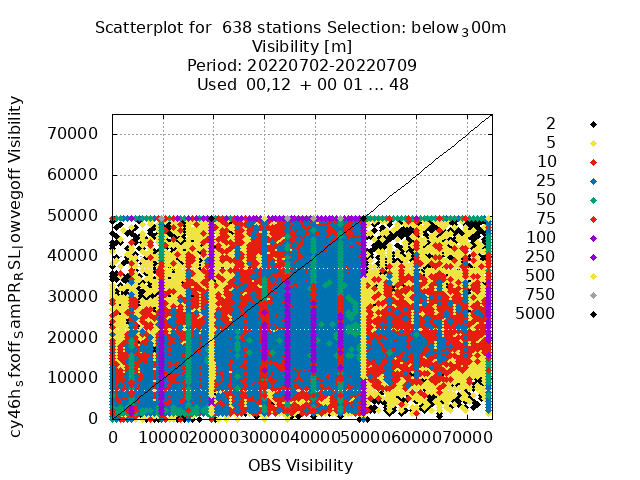 Scatterplot for 638 stations Selection: below300m
Visibility [m]
Period: 20220702-20220709
Used 00,12 + 00 01 ... 48
cy46hsfxoffsamPRRSLlowvegoff Visibility
70000
60000
50000
40000
30000
20000
10000
0
0 10000 20000 30000 40000 50000 60000 70000
OBS Visibility
2
5
10
25
50
75
100
250
500
750
5000